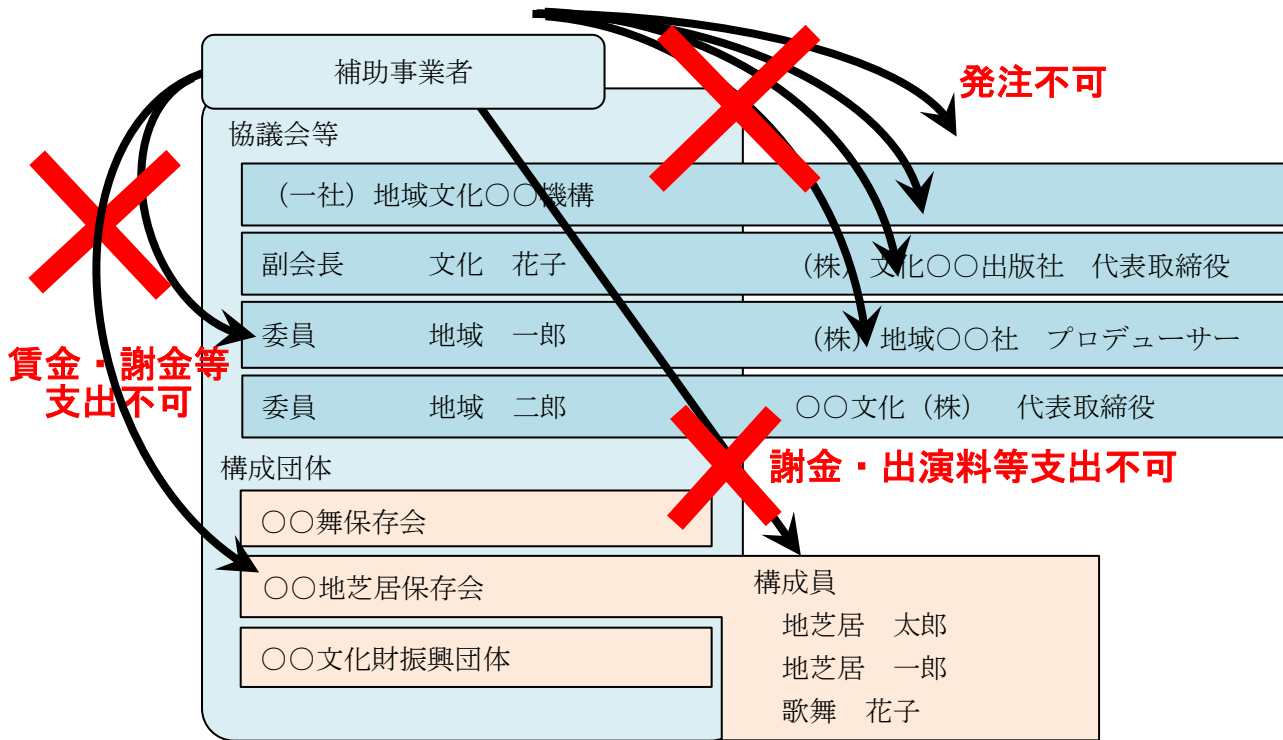 補助事業者
発注不可
協議会等
(一社)地域文化〇〇機構
副会長 文化 花子 (株)文化〇〇出版社 代表取締役
委員 地域 一郎 (株)地域〇〇社 プロデューサー
賃金・謝金等
支出不可
委員 地域 二郎 〇〇文化(株) 代表取締役
構成団体
謝金・出演料等支出不可
〇〇舞保存会
〇〇地芝居保存会
〇〇文化財振興団体
構成員
地芝居 太郎
地芝居 一郎
歌舞 花子